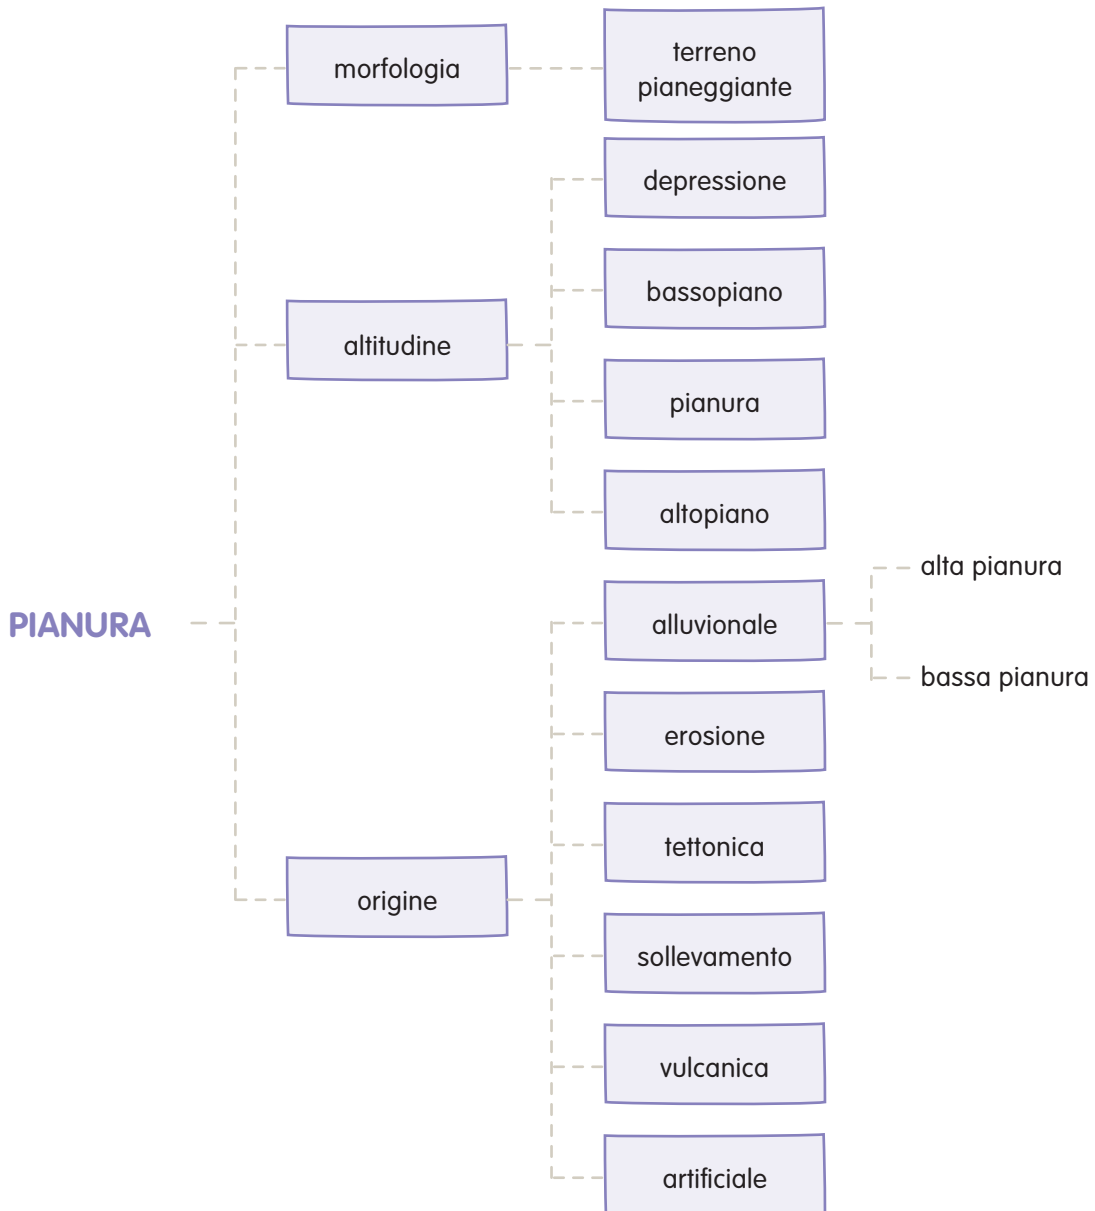 morfologia
terreno
pianeggiante
depressione
bassopiano
altitudine
pianura
altopiano
alta pianura
PIANURA
alluvionale
bassa pianura
erosione
tettonica
origine
sollevamento
vulcanica
artificiale